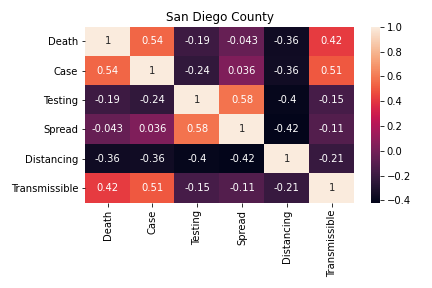 San Diego County
Death 1 0.54 -0.19 -0.043 -0.36 0.42
Case 0.54 1 -0.24 0.036 -0.36 0.51
Testing -0.19 -0.24 1 0.58 -0.4 -0.15
Spread -0.043 0.036 0.58 1 -0.42 -0.11
Distancing -0.36 -0.36 -0.4 -0.42 1 -0.21
Transmissible 0.42 0.51 -0.15 -0.11 -0.21 1
Death Case Testing Spread Distancing Transmissible
1.0
0.8
0.6
0.4
0.2
0.0
−0.2
−0.4